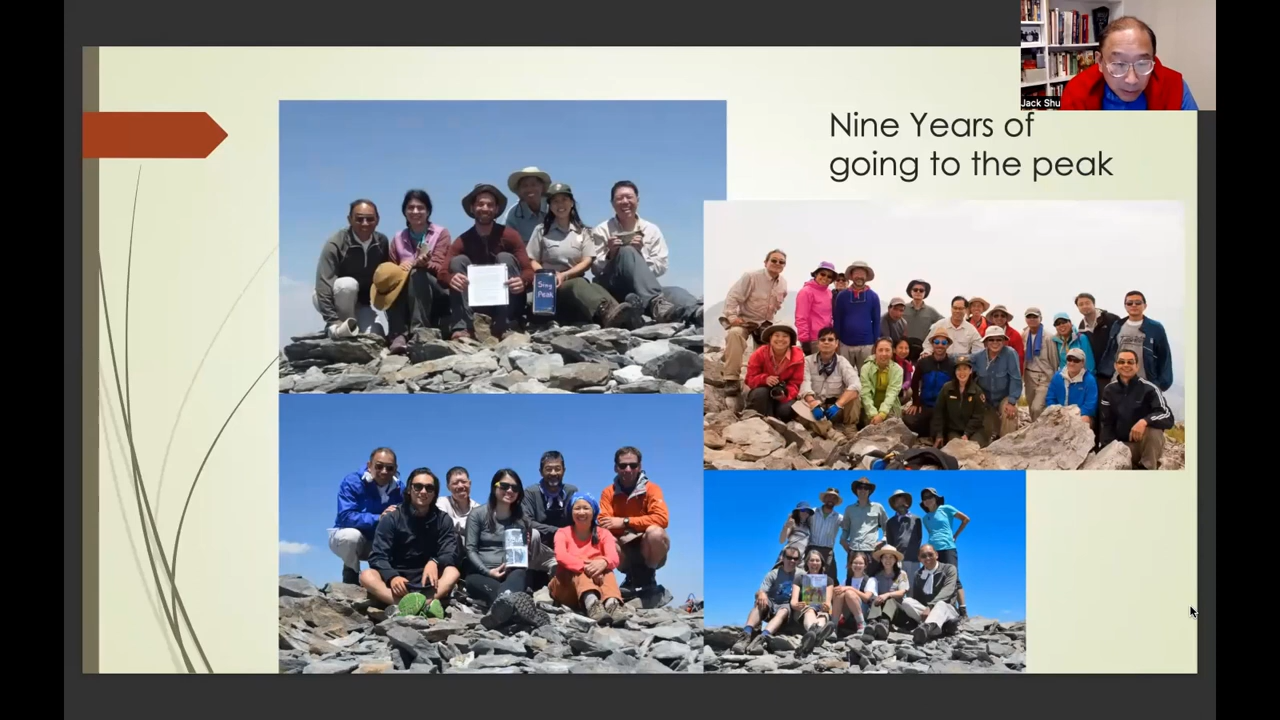 Jack Shu
Nine Years of
going to the peak
Sing
Peak